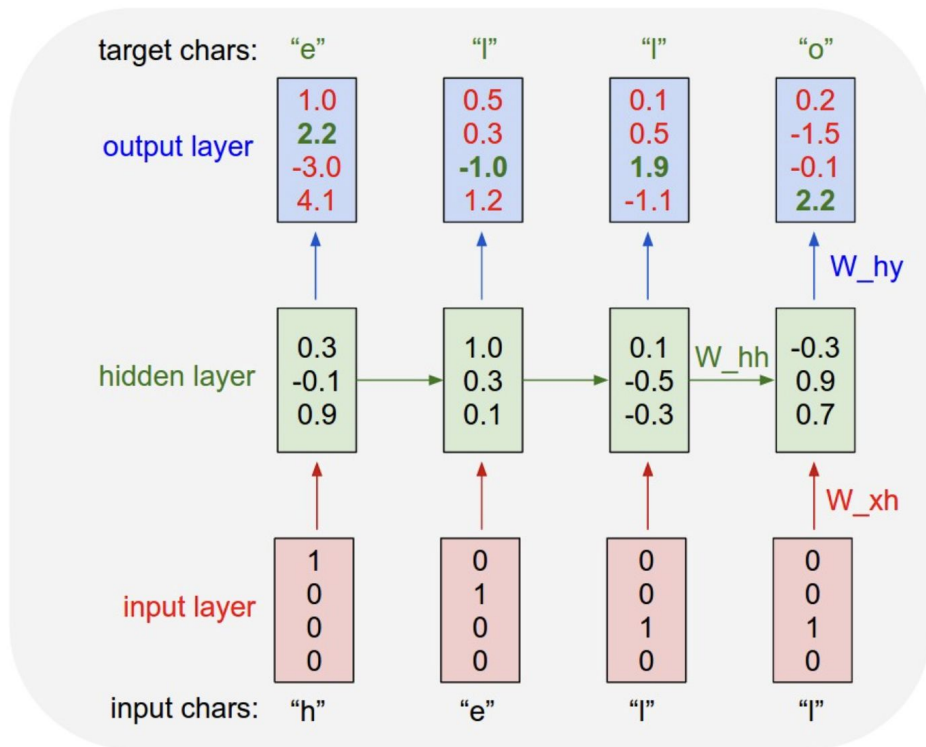 target chars: “e” “l” “l” “o”
output layer
1.0 0.5 0.1 0.2
2.2 0.3 0.5 -1.5
-3.0 -1.0 1.9 -0.1
4.1 1.2 -1.1 2.2
W_hy
hidden layer
W_hh
0.3 1.0 0.1 -0.3
-0.1 0.3 -0.5 0.9
0.9 0.1 -0.3 0.7
W_xh
input layer
1 0 0 0
0 1 0 0
0 0 1 1
0 0 0 0
input chars: “h” “e” “l” “l”